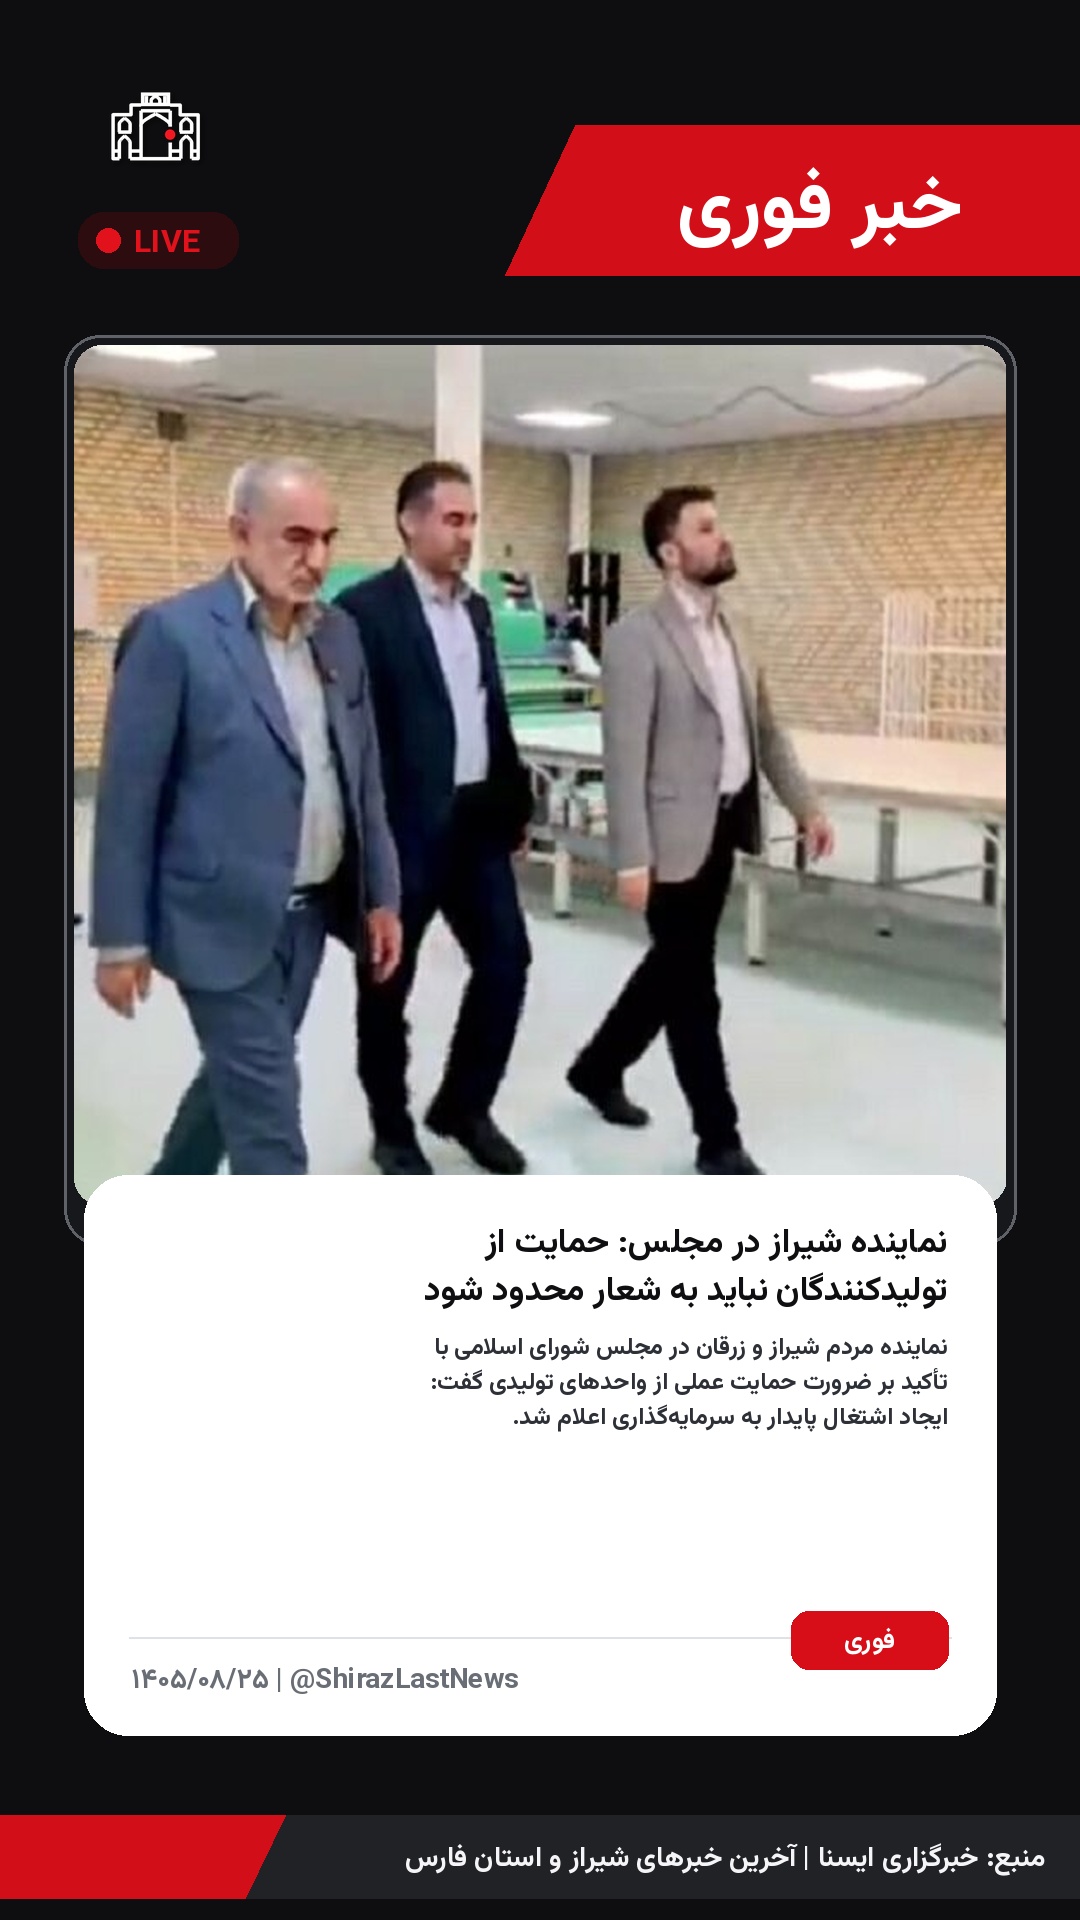 خبر فوری
LIVE
نماینده شیراز در مجلس: حمایت از
تولیدکنندگان نباید به شعار محدود شود
نماینده مردم شیراز و زرقان در مجلس شورای اسلامی با
تأکید بر ضرورت حمایت عملی از واحدهای تولیدی گفت:
ایجاد اشتغال پایدار به سرمایه‌گذاری اعلام شد.
فوری
۱۴۰۵/۰۸/۲۵ | @ShirazLastNews
منبع: خبرگزاری ایسنا | آخرین خبرهای شیراز و استان فارس